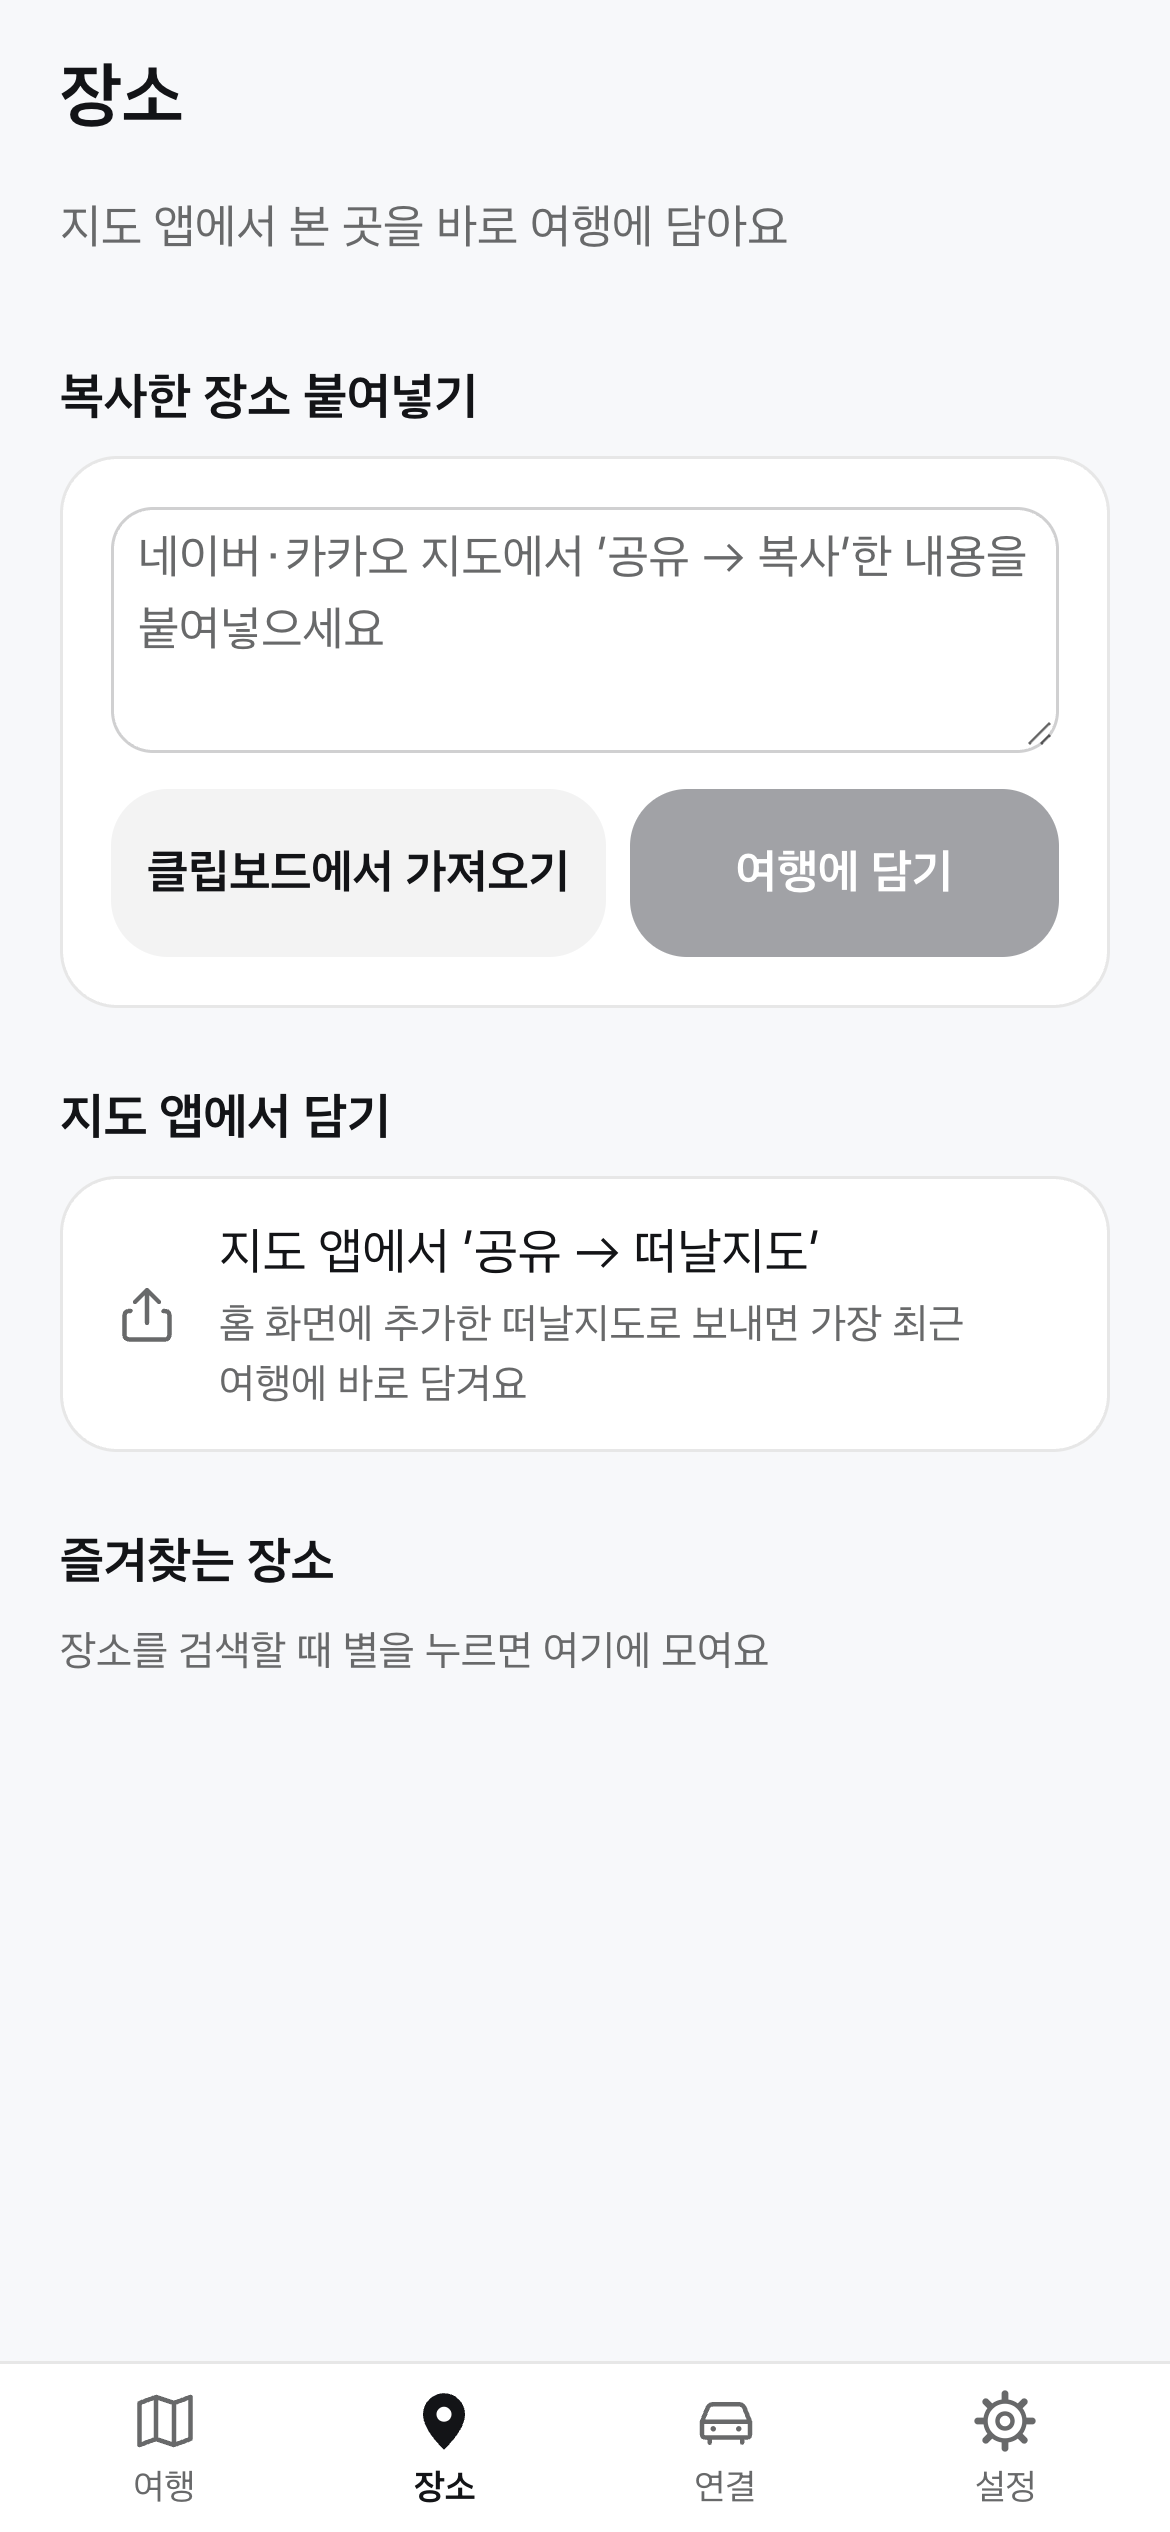 장소
지도 앱에서 본 곳을 바로 여행에 담아요
복사한 장소 붙여넣기
네이버·카카오 지도에서 ‘공유 → 복사’한 내용을
붙여넣으세요
클립보드에서 가져오기
여행에 담기
지도 앱에서 담기
지도 앱에서 ‘공유 → 떠날지도’
홈 화면에 추가한 떠날지도로 보내면 가장 최근
여행에 바로 담겨요
즐겨찾는 장소
장소를 검색할 때 별을 누르면 여기에 모여요
여행
장소
연결
설정